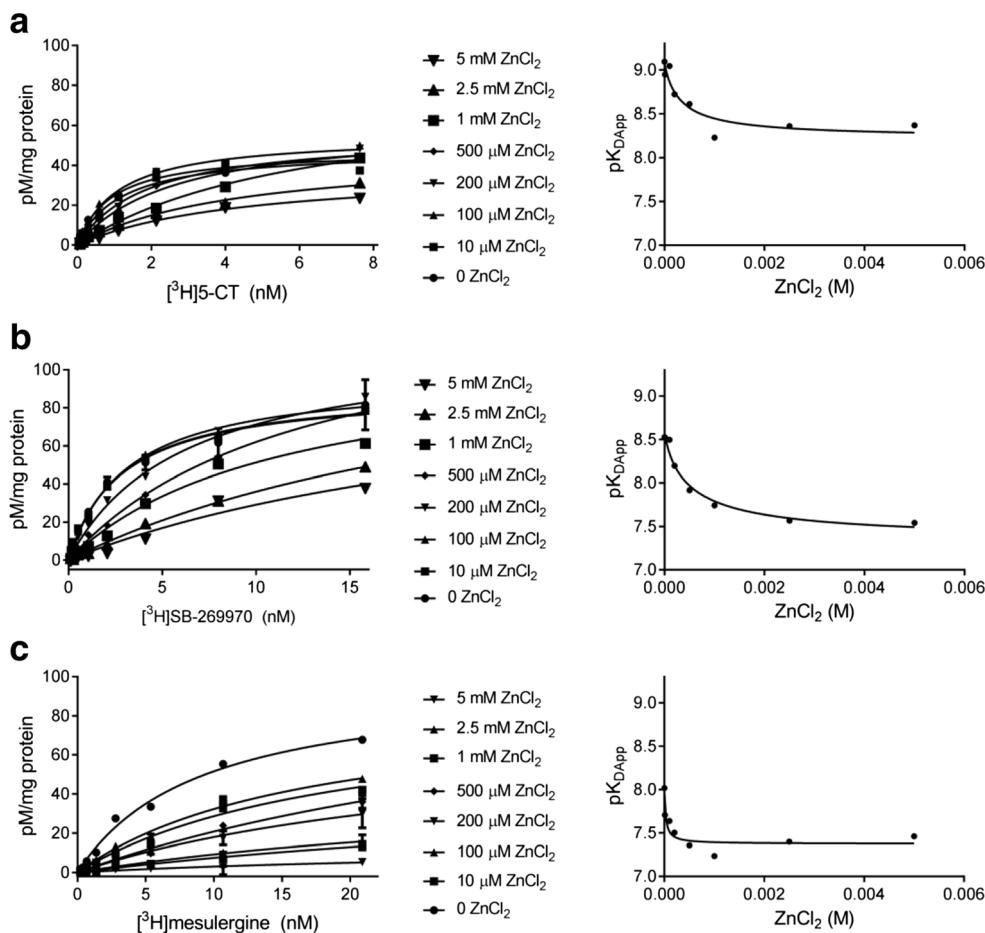 a
100
80
60
40
20
0
pM/mg protein
0 2 4 6 8
[³H]5-CT (nM)
5 mM ZnCl₂
2.5 mM ZnCl₂
1 mM ZnCl₂
500 μM ZnCl₂
200 μM ZnCl₂
100 μM ZnCl₂
10 μM ZnCl₂
0 ZnCl₂
9.0
8.5
8.0
7.5
7.0
pK_DApp
0.000 0.002 0.004 0.006
ZnCl₂ (M)
b
100
80
60
40
20
0
pM/mg protein
0 5 10 15
[³H]SB-269970 (nM)
5 mM ZnCl₂
2.5 mM ZnCl₂
1 mM ZnCl₂
500 μM ZnCl₂
200 μM ZnCl₂
100 μM ZnCl₂
10 μM ZnCl₂
0 ZnCl₂
9.0
8.5
8.0
7.5
7.0
pK_DApp
0.000 0.002 0.004 0.006
ZnCl₂ (M)
c
100
80
60
40
20
0
pM/mg protein
0 5 10 15 20
[³H]mesulergine (nM)
5 mM ZnCl₂
2.5 mM ZnCl₂
1 mM ZnCl₂
500 μM ZnCl₂
200 μM ZnCl₂
100 μM ZnCl₂
10 μM ZnCl₂
0 ZnCl₂
9.0
8.5
8.0
7.5
7.0
pK_DApp
0.000 0.002 0.004 0.006
ZnCl₂ (M)